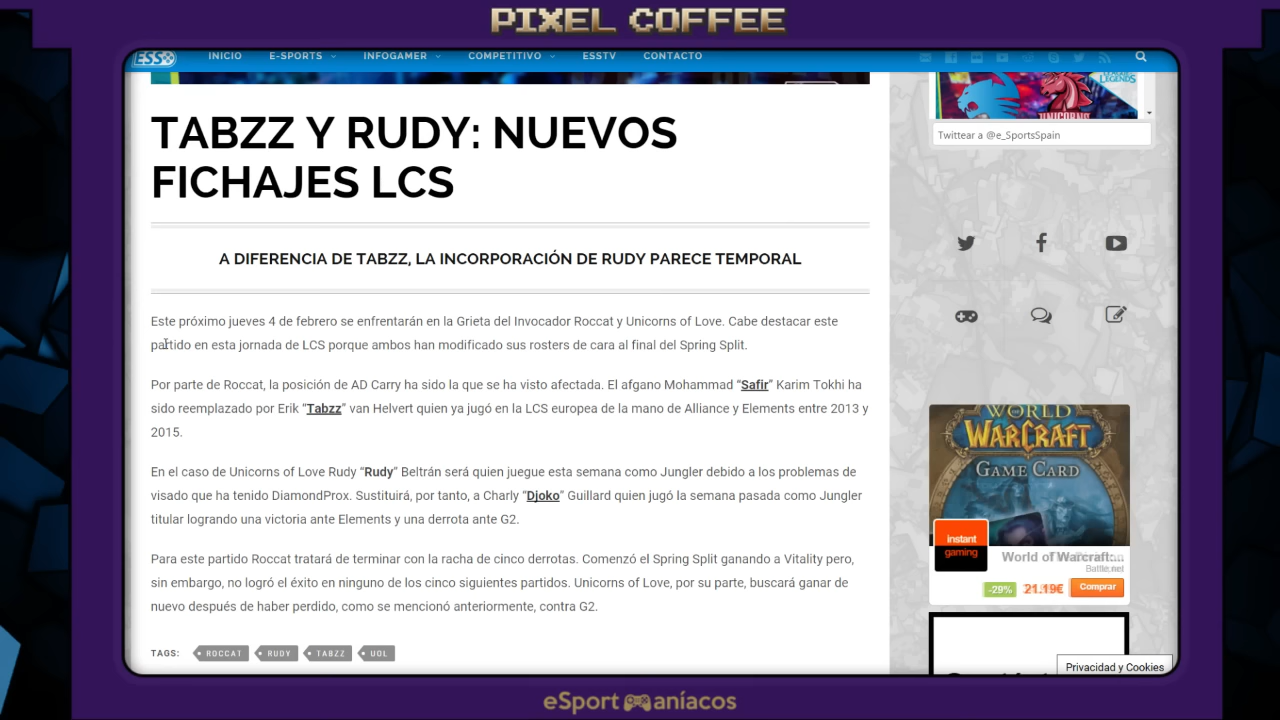 PIXEL COFFEE
ESS
INICIO
E-SPORTS
INFOGAMER
COMPETITIVO
ESSTV
CONTACTO
LEGENDS
UNICORNS
TABZZ Y RUDY: NUEVOS
FICHAJES LCS
Twittear a @e_SportsSpain
A DIFERENCIA DE TABZZ, LA INCORPORACIÓN DE RUDY PARECE TEMPORAL
Este próximo jueves 4 de febrero se enfrentarán en la Grieta del Invocador Roccat y Unicorns of Love. Cabe destacar este
partido en esta jornada de LCS porque ambos han modificado sus rosters de cara al final del Spring Split.
Por parte de Roccat, la posición de AD Carry ha sido la que se ha visto afectada. El afgano Mohammad “Safir” Karim Tokhi ha
sido reemplazado por Erik “Tabzz” van Helvert quien ya jugó en la LCS europea de la mano de Alliance y Elements entre 2013 y
2015.
En el caso de Unicorns of Love Rudy “Rudy” Beltrán será quien juegue esta semana como Jungler debido a los problemas de
visado que ha tenido DiamondProx. Sustituirá, por tanto, a Charly “Djoko” Guillard quien jugó la semana pasada como Jungler
titular logrando una victoria ante Elements y una derrota ante G2.
Para este partido Roccat tratará de terminar con la racha de cinco derrotas. Comenzó el Spring Split ganando a Vitality pero,
sin embargo, no logró el éxito en ninguno de los cinco siguientes partidos. Unicorns of Love, por su parte, buscará ganar de
nuevo después de haber perdido, como se mencionó anteriormente, contra G2.
TAGS:
ROCCAT
RUDY
TABZZ
UOL
WORLD
OF
WARCRAFT
GAME CARD
instant
gaming
World of Warcraft:
Battle.net
-29%
21.19€
Comprar
Privacidad y Cookies
eSport maníacos